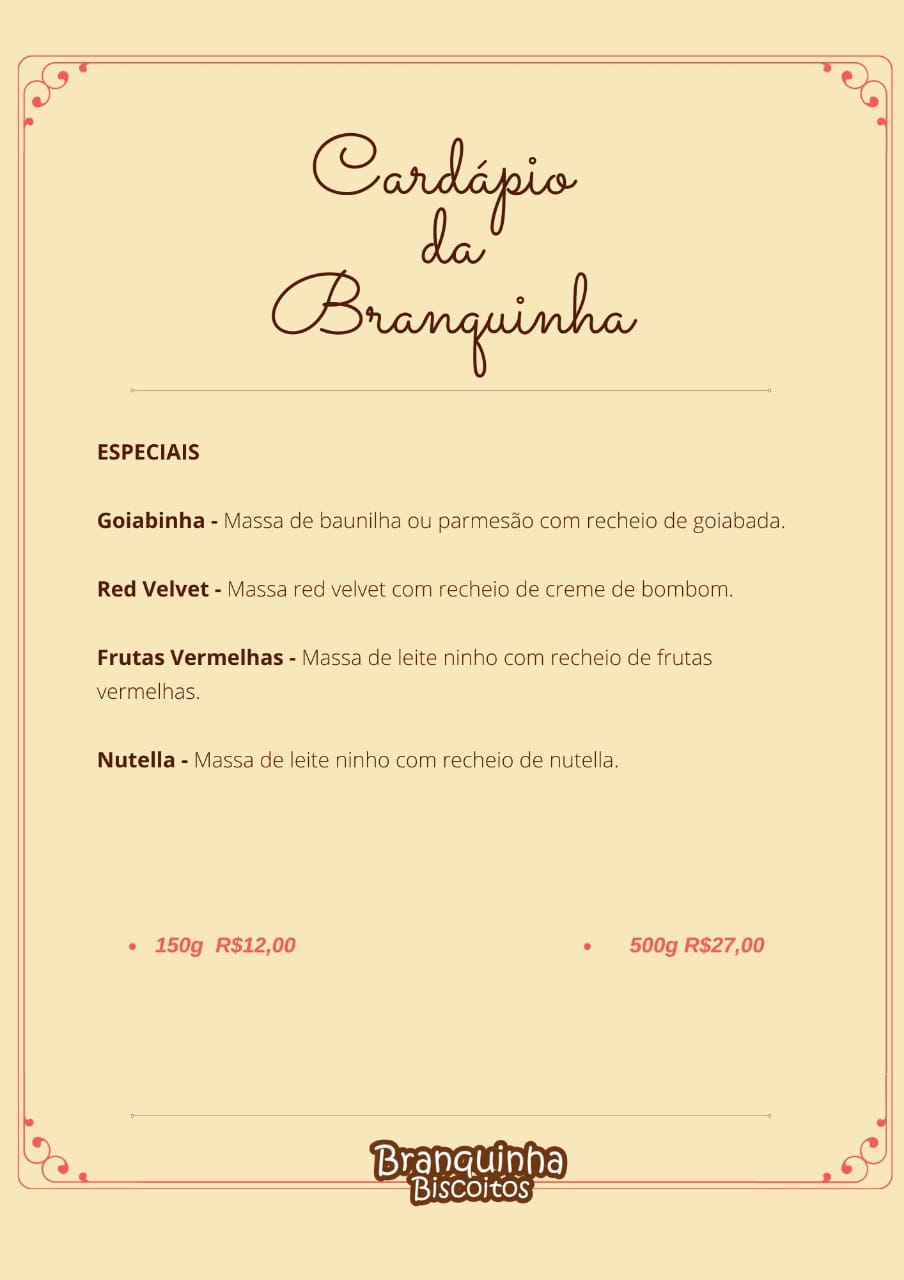 Cardápio
da
Branquinha
ESPECIAIS
Goiabinha - Massa de baunilha ou parmesão com recheio de goiabada.
Red Velvet - Massa red velvet com recheio de creme de bombom.
Frutas Vermelhas - Massa de leite ninho com recheio de frutas
vermelhas.
Nutella - Massa de leite ninho com recheio de nutella.
• 150g R$12,00
• 500g R$27,00
Branquinha
Biscoitos